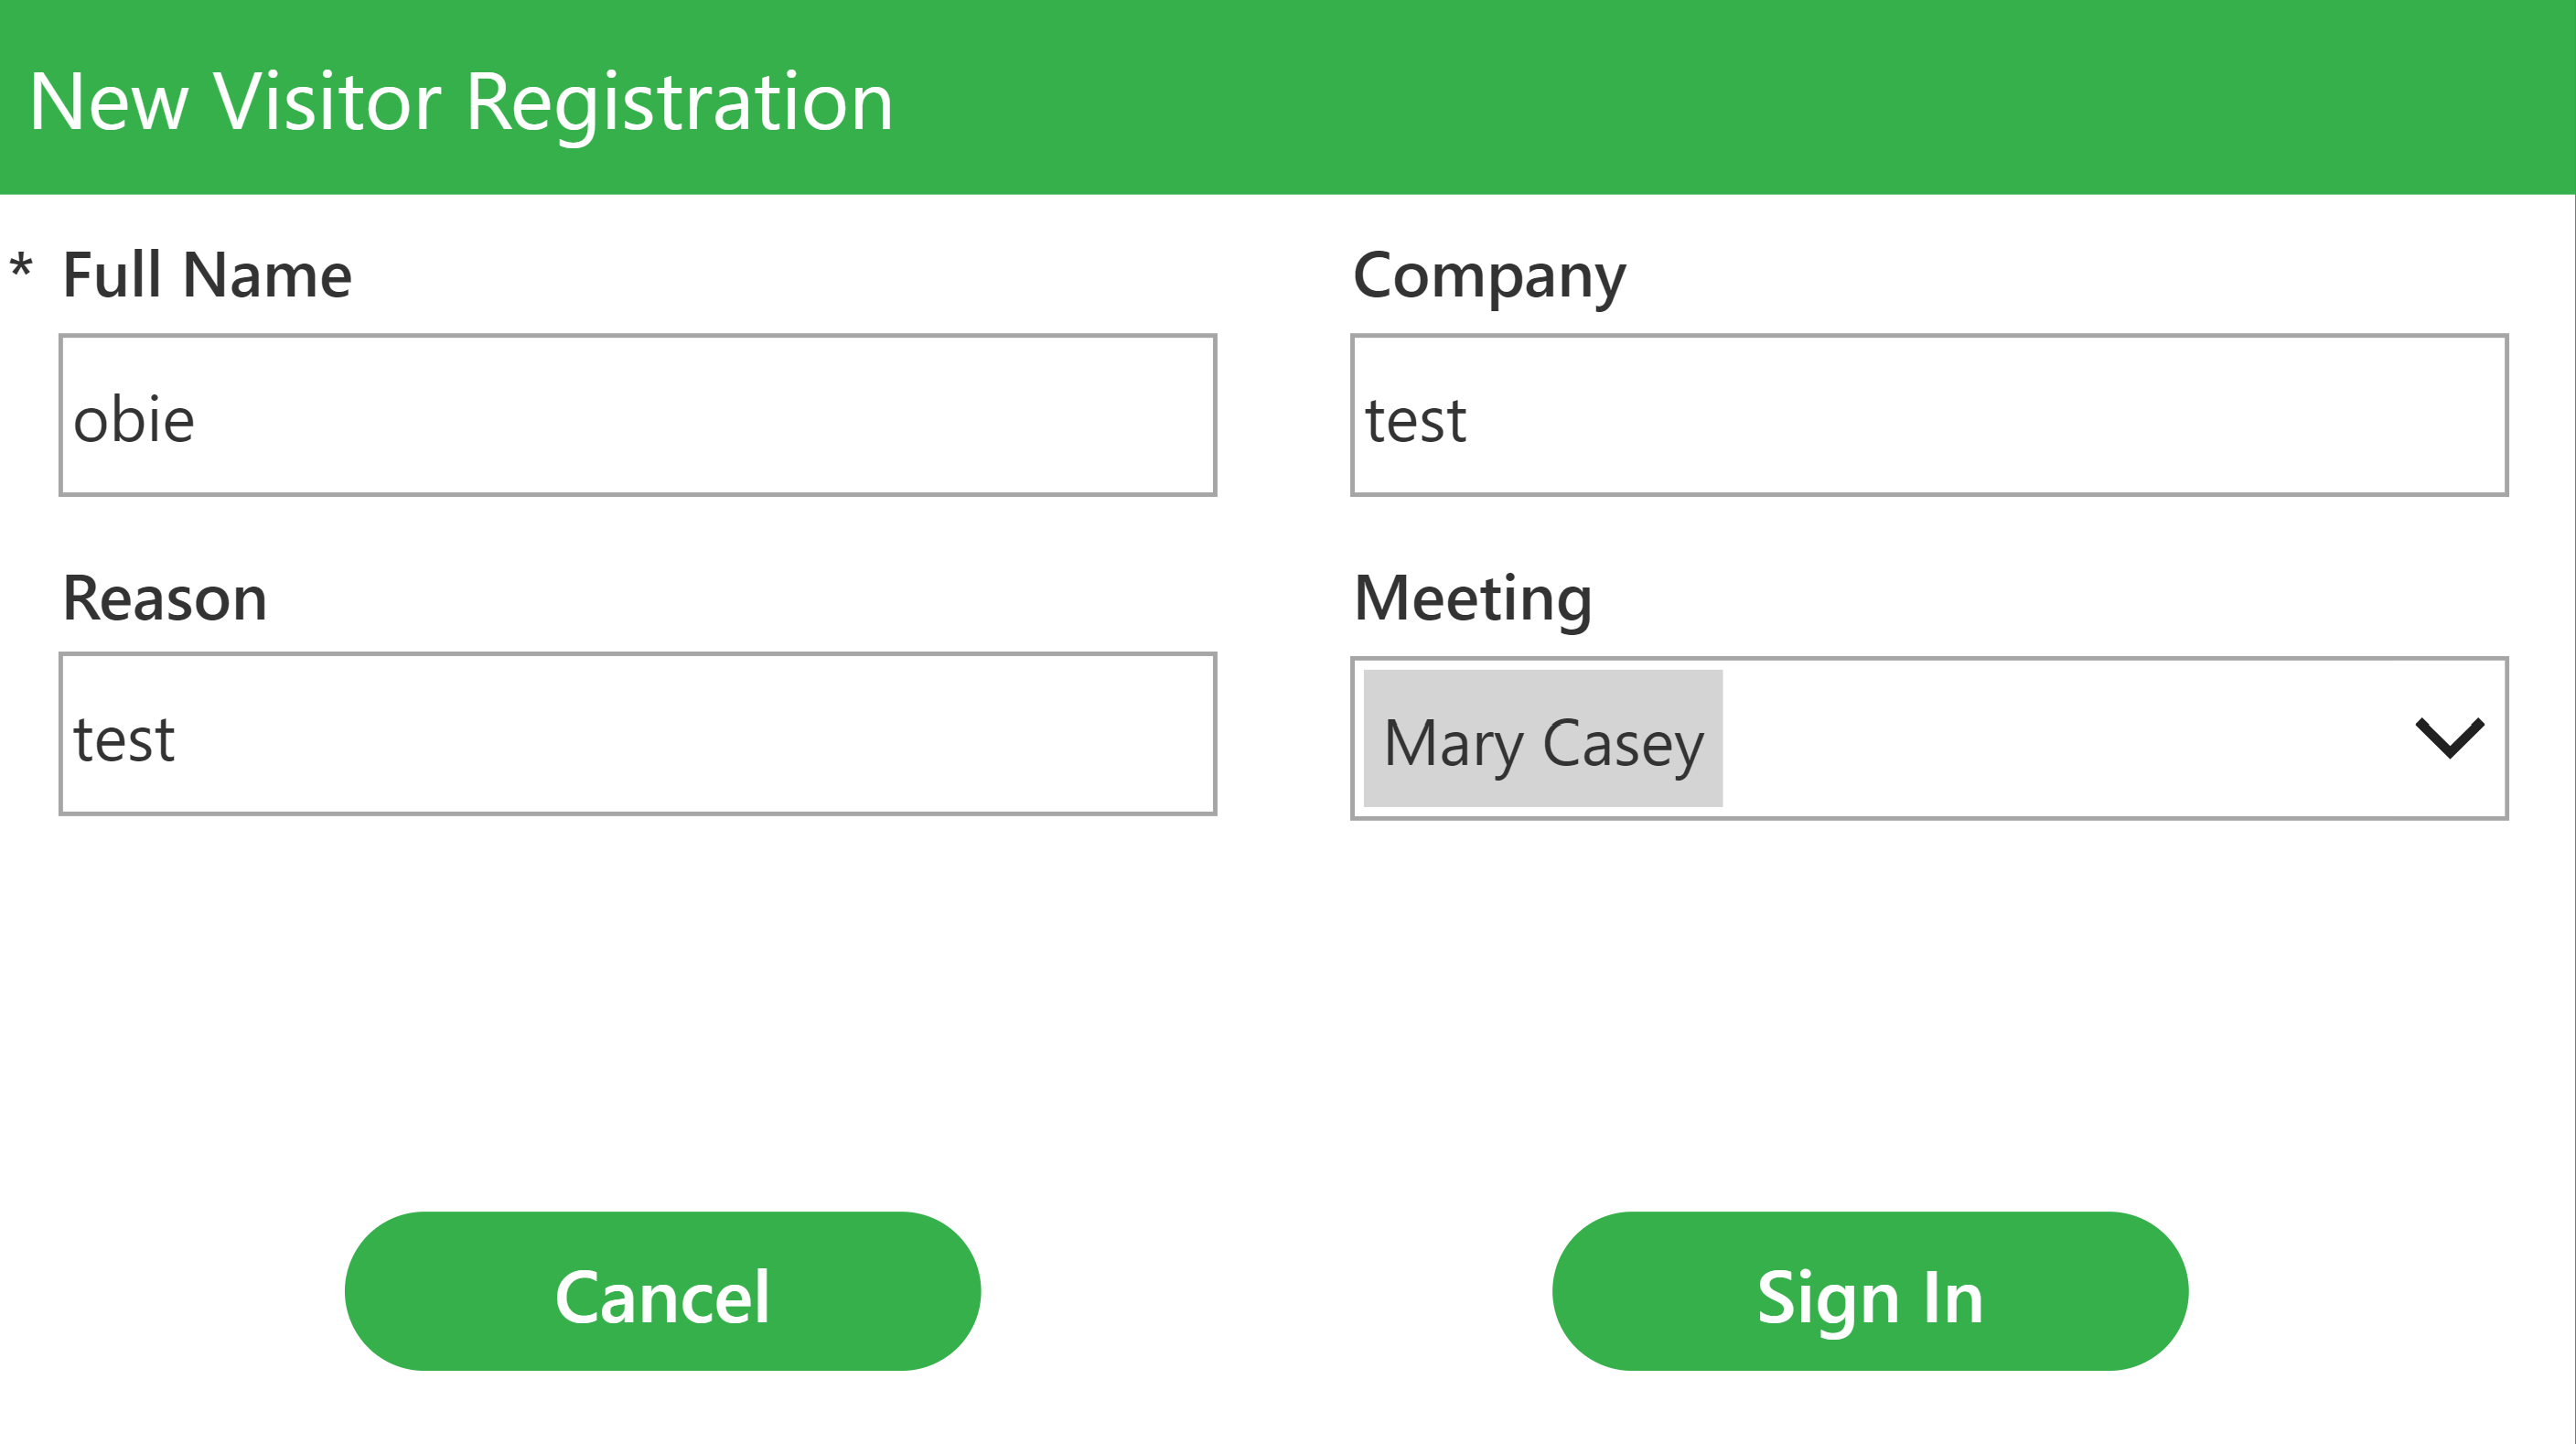 New Visitor Registration
* Full Name
Company
obie
test
Reason
Meeting
test
Mary Casey
Cancel
Sign In